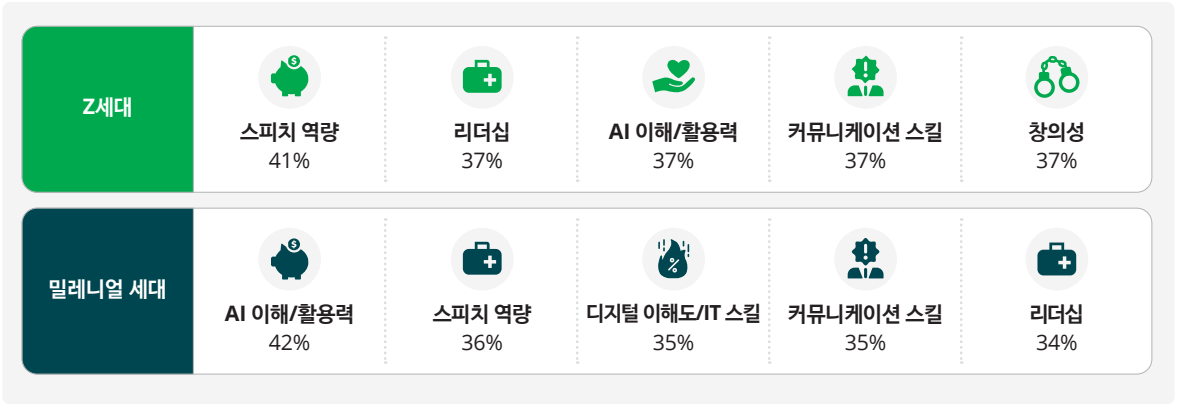 Z세대
스피치 역량
41%
리더십
37%
AI 이해/활용력
37%
커뮤니케이션 스킬
37%
창의성
37%
밀레니얼 세대
AI 이해/활용력
42%
스피치 역량
36%
디지털 이해도/IT 스킬
35%
커뮤니케이션 스킬
35%
리더십
34%